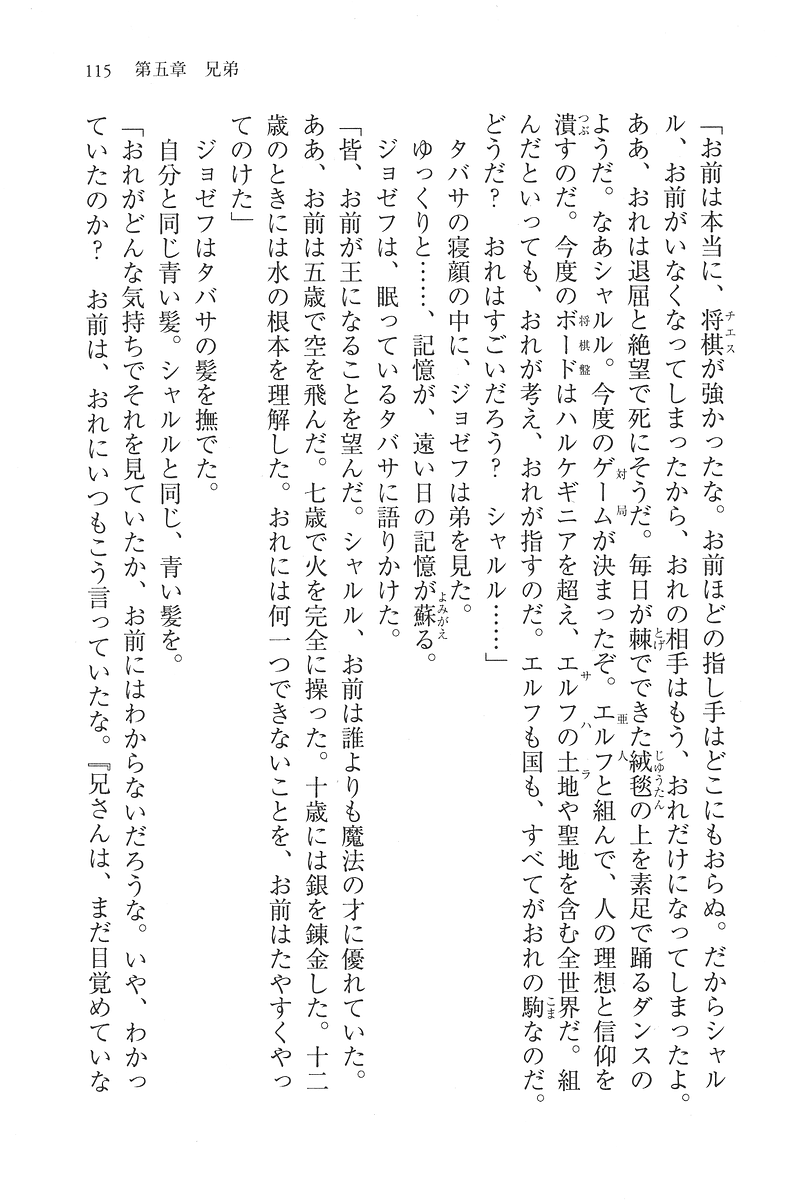 115 第五章 兄弟
「お前は本当に、将棋が強かったな。お前ほどの指し手はどこにもおらぬ。だからシャル
ル、お前がいなくなってしまったから、おれの相手はもう、おれだけになってしまったよ。
ああ、おれは退屈と絶望で死にそうだ。毎日が棘でできた絨毯の上を素足で踊るダンスの
ようだ。なあシャルル。今度のゲームが決まったぞ。エルフと組んで、人の理想と信仰を
潰すのだ。今度のボードはハルケギニアを超え、エルフの土地や聖地を含む全世界だ。組
んだといっても、おれが考え、おれが指すのだ。エルフも国も、すべてがおれの駒なのだ。
どうだ? おれはすごいだろう? シャルル……」
タバサの寝顔の中に、ジョゼフは弟を見た。
ゆっくりと……、記憶が、遠い日の記憶が蘇る。
ジョゼフは、眠っているタバサに語りかけた。
「皆、お前が王になることを望んだ。シャルル、お前は誰よりも魔法の才に優れていた。
ああ、お前は五歳で空を飛んだ。七歳で火を完全に操った。十歳には銀を錬金した。十二
歳のときには水の根本を理解した。おれには何一つできないことを、お前はたやすくやっ
てのけた」
ジョゼフはタバサの髪を撫でた。
自分と同じ青い髪。シャルルと同じ、青い髪を。
「おれがどんな気持ちでそれを見ていたか、お前にはわからないだろうな。いや、わかっ
ていたのか? お前は、おれにいつもこう言っていたな。『兄さんは、まだ目覚めていな